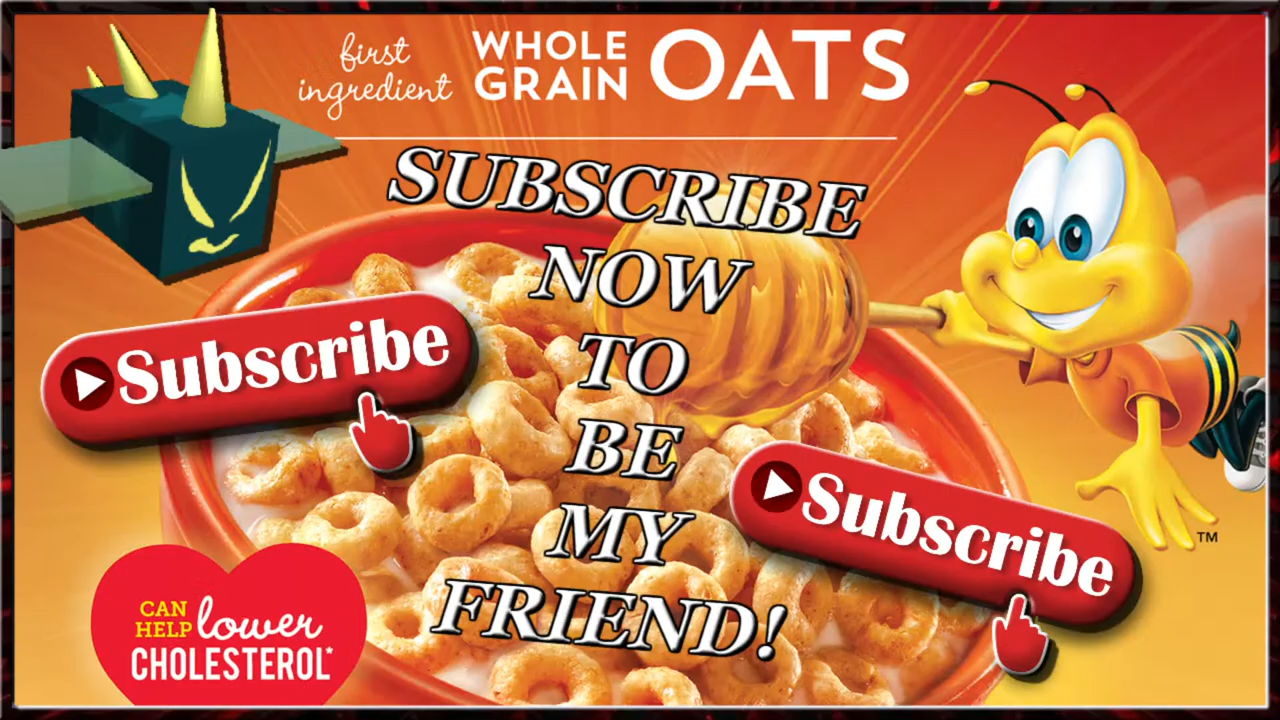 first
ingredient
WHOLE
GRAIN
OATS
SUBSCRIBE
NOW
TO
BE
MY
FRIEND!
Subscribe
Subscribe
TM
CAN
HELP lower
CHOLESTEROL*